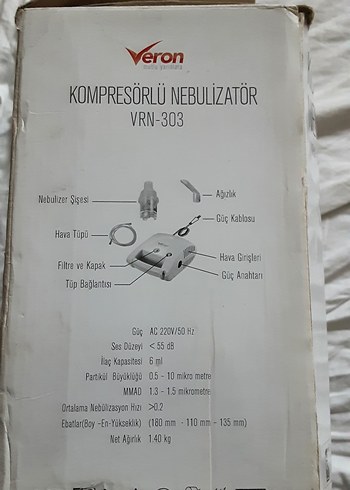 Veron
KOMPRESÖRLÜ NEBULİZATÖR
VRN-303
Nebulizer Şişesi
Ağızlık
Güç Kablosu
Hava Tüpü
Hava Girişleri
Filtre ve Kapak
Güç Anahtarı
Tüp Bağlantısı
Güç AC 220V/50 Hz.
Ses Düzeyi < 55 dB
İlaç Kapasitesi 6 ml
Partikül Büyüklüğü 0.5 - 10 mikro metre
MMAD 1.3 - 1.5 mikrometre
Ortalama Nebülizasyon Hızı >0.2
Ebatlar(Boy -En-Yükseklik) (180 mm - 110 mm - 135 mm)
Net Ağırlık 1.40 kg